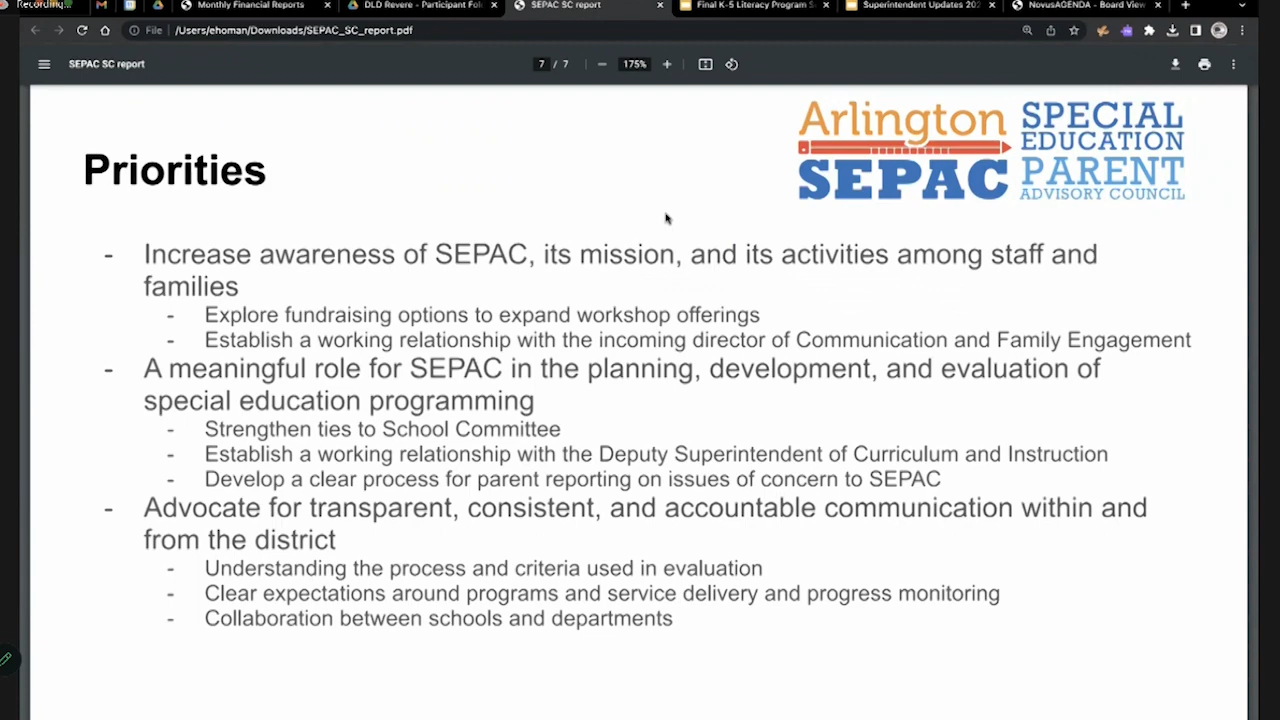 Recording...
Monthly Financial Reports
DLD Revere - Participant Fol
SEPAC SC report
Final K-5 Literacy Program S
Superintendent Updates 202
NovusAGENDA - Board View
File | /Users/ehoman/Downloads/SEPAC_SC_report.pdf
SEPAC SC report
7 / 7
175%
Arlington
SEPAC
SPECIAL
EDUCATION
PARENT
ADVISORY COUNCIL
Priorities
- Increase awareness of SEPAC, its mission, and its activities among staff and
families
- Explore fundraising options to expand workshop offerings
- Establish a working relationship with the incoming director of Communication and Family Engagement
- A meaningful role for SEPAC in the planning, development, and evaluation of
special education programming
- Strengthen ties to School Committee
- Establish a working relationship with the Deputy Superintendent of Curriculum and Instruction
- Develop a clear process for parent reporting on issues of concern to SEPAC
- Advocate for transparent, consistent, and accountable communication within and
from the district
- Understanding the process and criteria used in evaluation
- Clear expectations around programs and service delivery and progress monitoring
- Collaboration between schools and departments